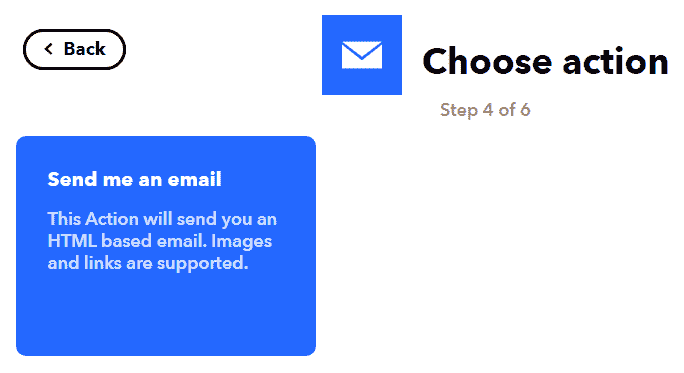 Back
Choose action
Step 4 of 6
Send me an email
This Action will send you an
HTML based email. Images
and links are supported.